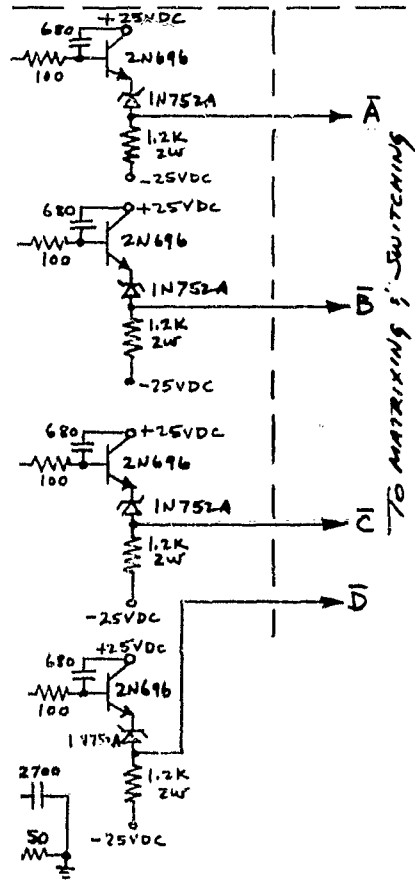 +25VDC
680
2N696
100
1N752A
A̅
1.2K
2W
-25VDC
680
+25VDC
2N696
100
1N752A
B̅
1.2K
2W
-25VDC
TO MATRIXING & SWITCHING
680
+25VDC
2N696
100
1N752A
C̅
1.2K
2W
-25VDC
D̅
+25VDC
680
2N696
100
1N752A
1.2K
2W
2700
-25VDC
50